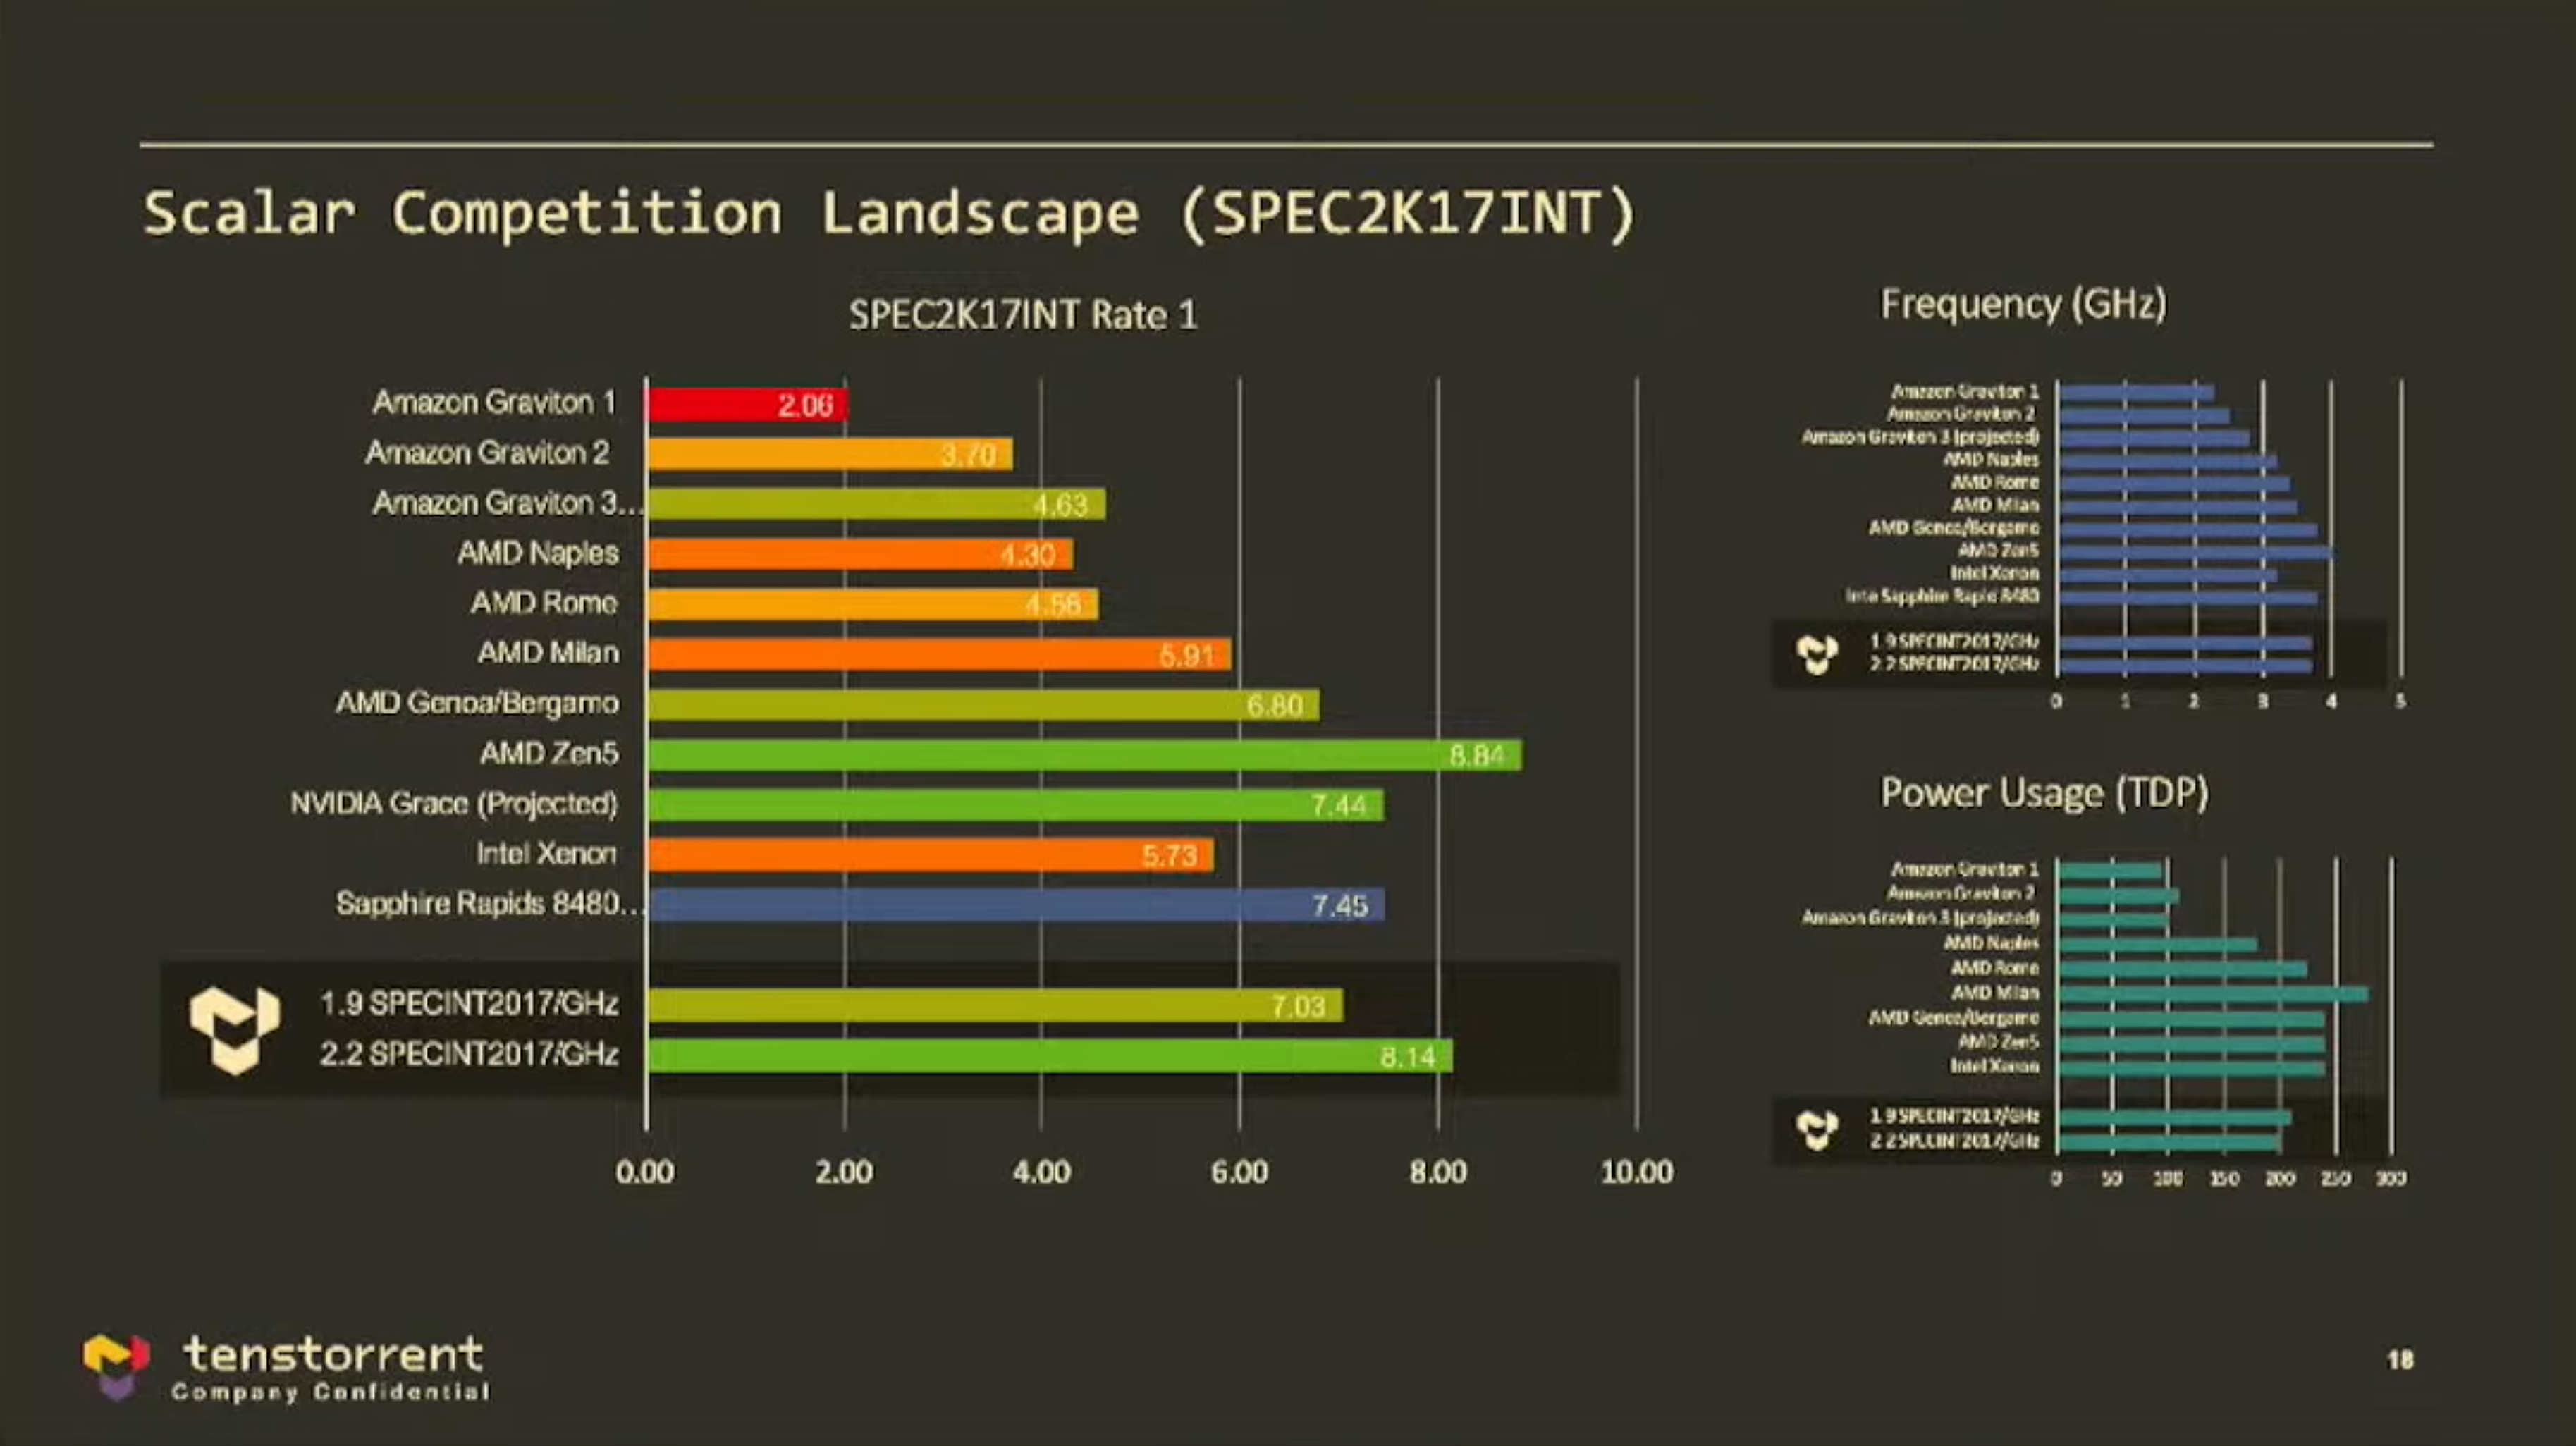 Scalar Competition Landscape (SPEC2K17INT)
SPEC2K17INT Rate 1
Amazon Graviton 1
2.06
Amazon Graviton 2
3.70
Amazon Graviton 3...
4.63
AMD Naples
4.30
AMD Rome
4.56
AMD Milan
5.91
AMD Genoa/Bergamo
6.80
AMD Zen5
8.84
NVIDIA Grace (Projected)
7.44
Intel Xenon
5.73
Sapphire Rapids 8480...
7.45
1.9 SPECINT2017/GHz
7.03
2.2 SPECINT2017/GHz
8.14
0.00 2.00 4.00 6.00 8.00 10.00
Frequency (GHz)
Amazon Graviton 1
Amazon Graviton 2
Amazon Graviton 3 (projected)
AMD Naples
AMD Rome
AMD Milan
AMD Genoa/Bergamo
AMD Zen5
Intel Xenon
Sapphire Rapid 8480
1.9 SPECINT2017/GHz
2.2 SPECINT2017/GHz
0 1 2 3 4 5
Power Usage (TDP)
Amazon Graviton 1
Amazon Graviton 2
Amazon Graviton 3 (projected)
AMD Naples
AMD Rome
AMD Milan
AMD Genoa/Bergamo
AMD Zen5
Intel Xenon
1.9 SPECINT2017/GHz
2.2 SPECINT2017/GHz
0 50 100 150 200 250 300
tenstorrent
Company Confidential
18